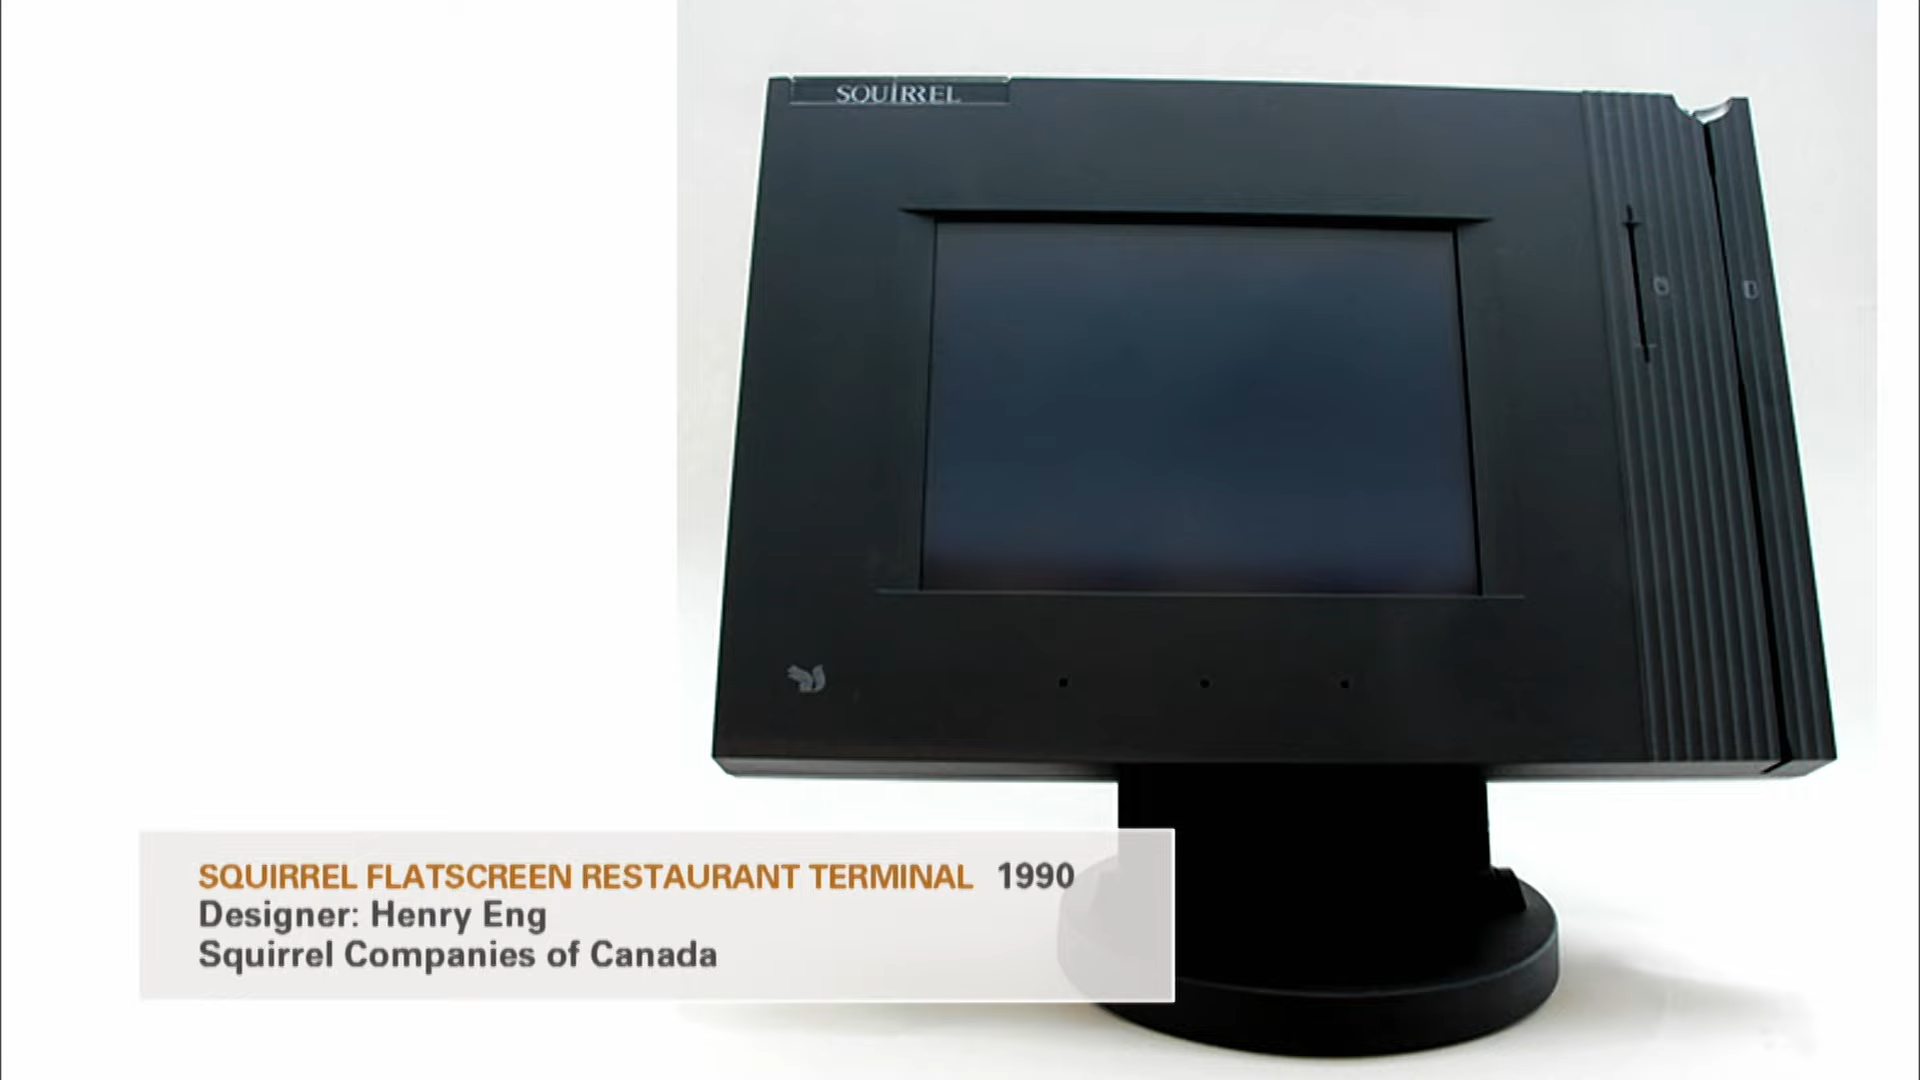 SQUIRREL
SQUIRREL FLATSCREEN RESTAURANT TERMINAL 1990
Designer: Henry Eng
Squirrel Companies of Canada